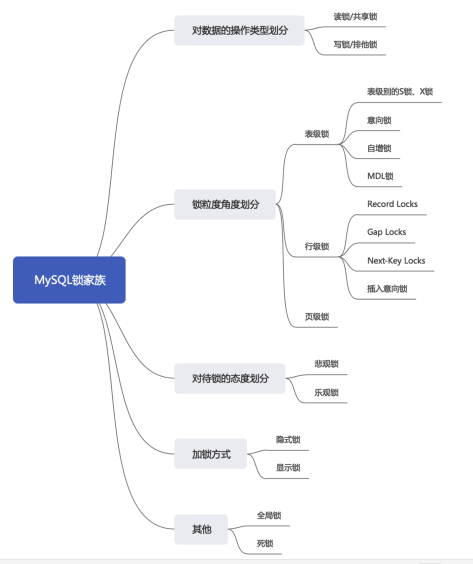 MySQL锁家族
对数据的操作类型划分
读锁/共享锁
写锁/排他锁
锁粒度角度划分
表级锁
表级别的S锁、X锁
意向锁
自增锁
MDL锁
行级锁
Record Locks
Gap Locks
Next-Key Locks
插入意向锁
页级锁
对待锁的态度划分
悲观锁
乐观锁
加锁方式
隐式锁
显示锁
其他
全局锁
死锁